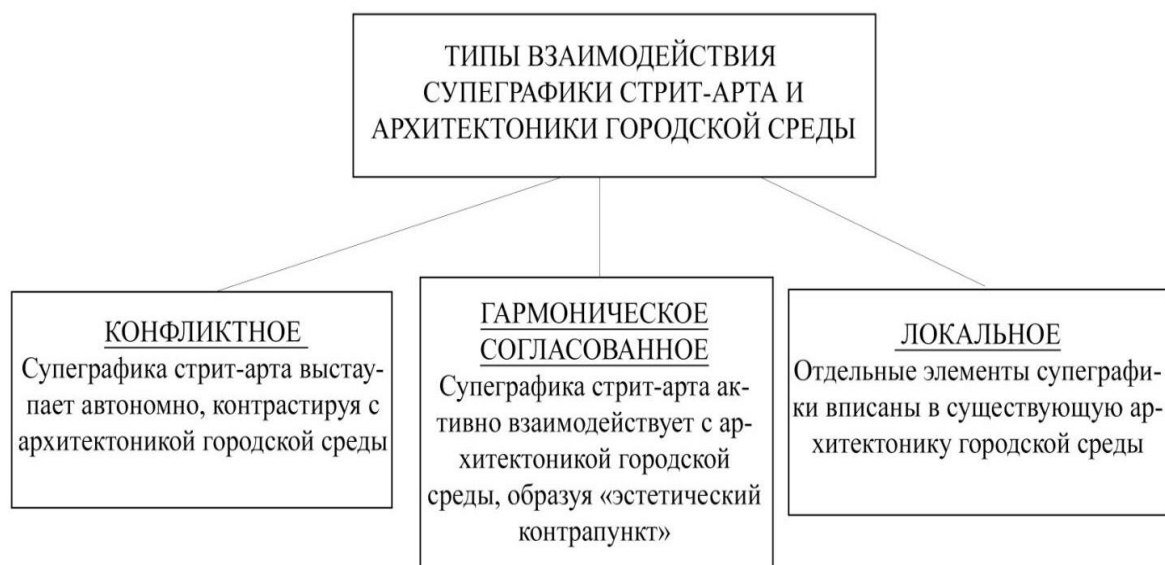 ТИПЫ ВЗАИМОДЕЙСТВИЯ
СУПЕГРАФИКИ СТРИТ-АРТА И
АРХИТЕКТОНИКИ ГОРОДСКОЙ СРЕДЫ
КОНФЛИКТНОЕ
Супеграфика стрит-арта выстау-
пает автономно, контрастируя с
архитектоникой городской среды
ГАРМОНИЧЕСКОЕ
СОГЛАСОВАННОЕ
Супеграфика стрит-арта ак-
тивно взаимодействует с ар-
хитектоникой городской
среды, образуя «эстетический
контрапункт»
ЛОКАЛЬНОЕ
Отдельные элементы супеграфи-
ки вписаны в существующую ар-
хитектонику городской среды